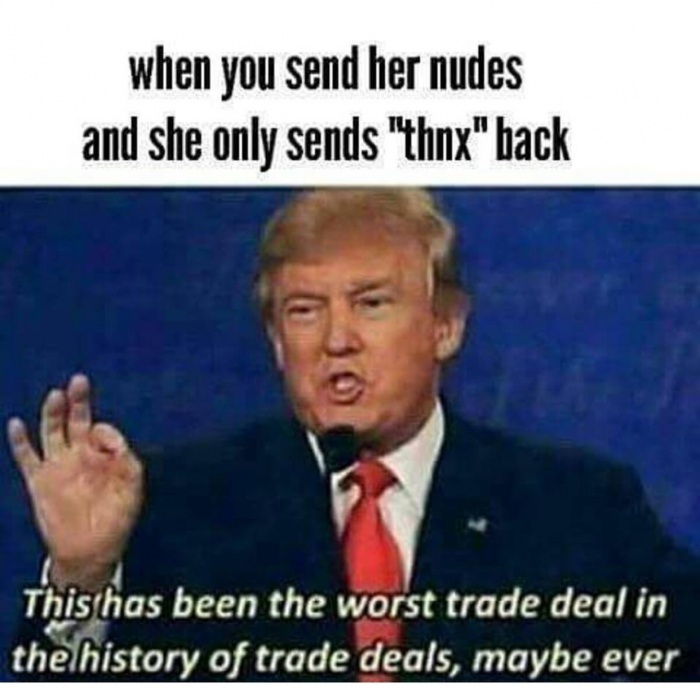 when you send her nudes
and she only sends "thnx" back
This has been the worst trade deal in
the history of trade deals, maybe ever